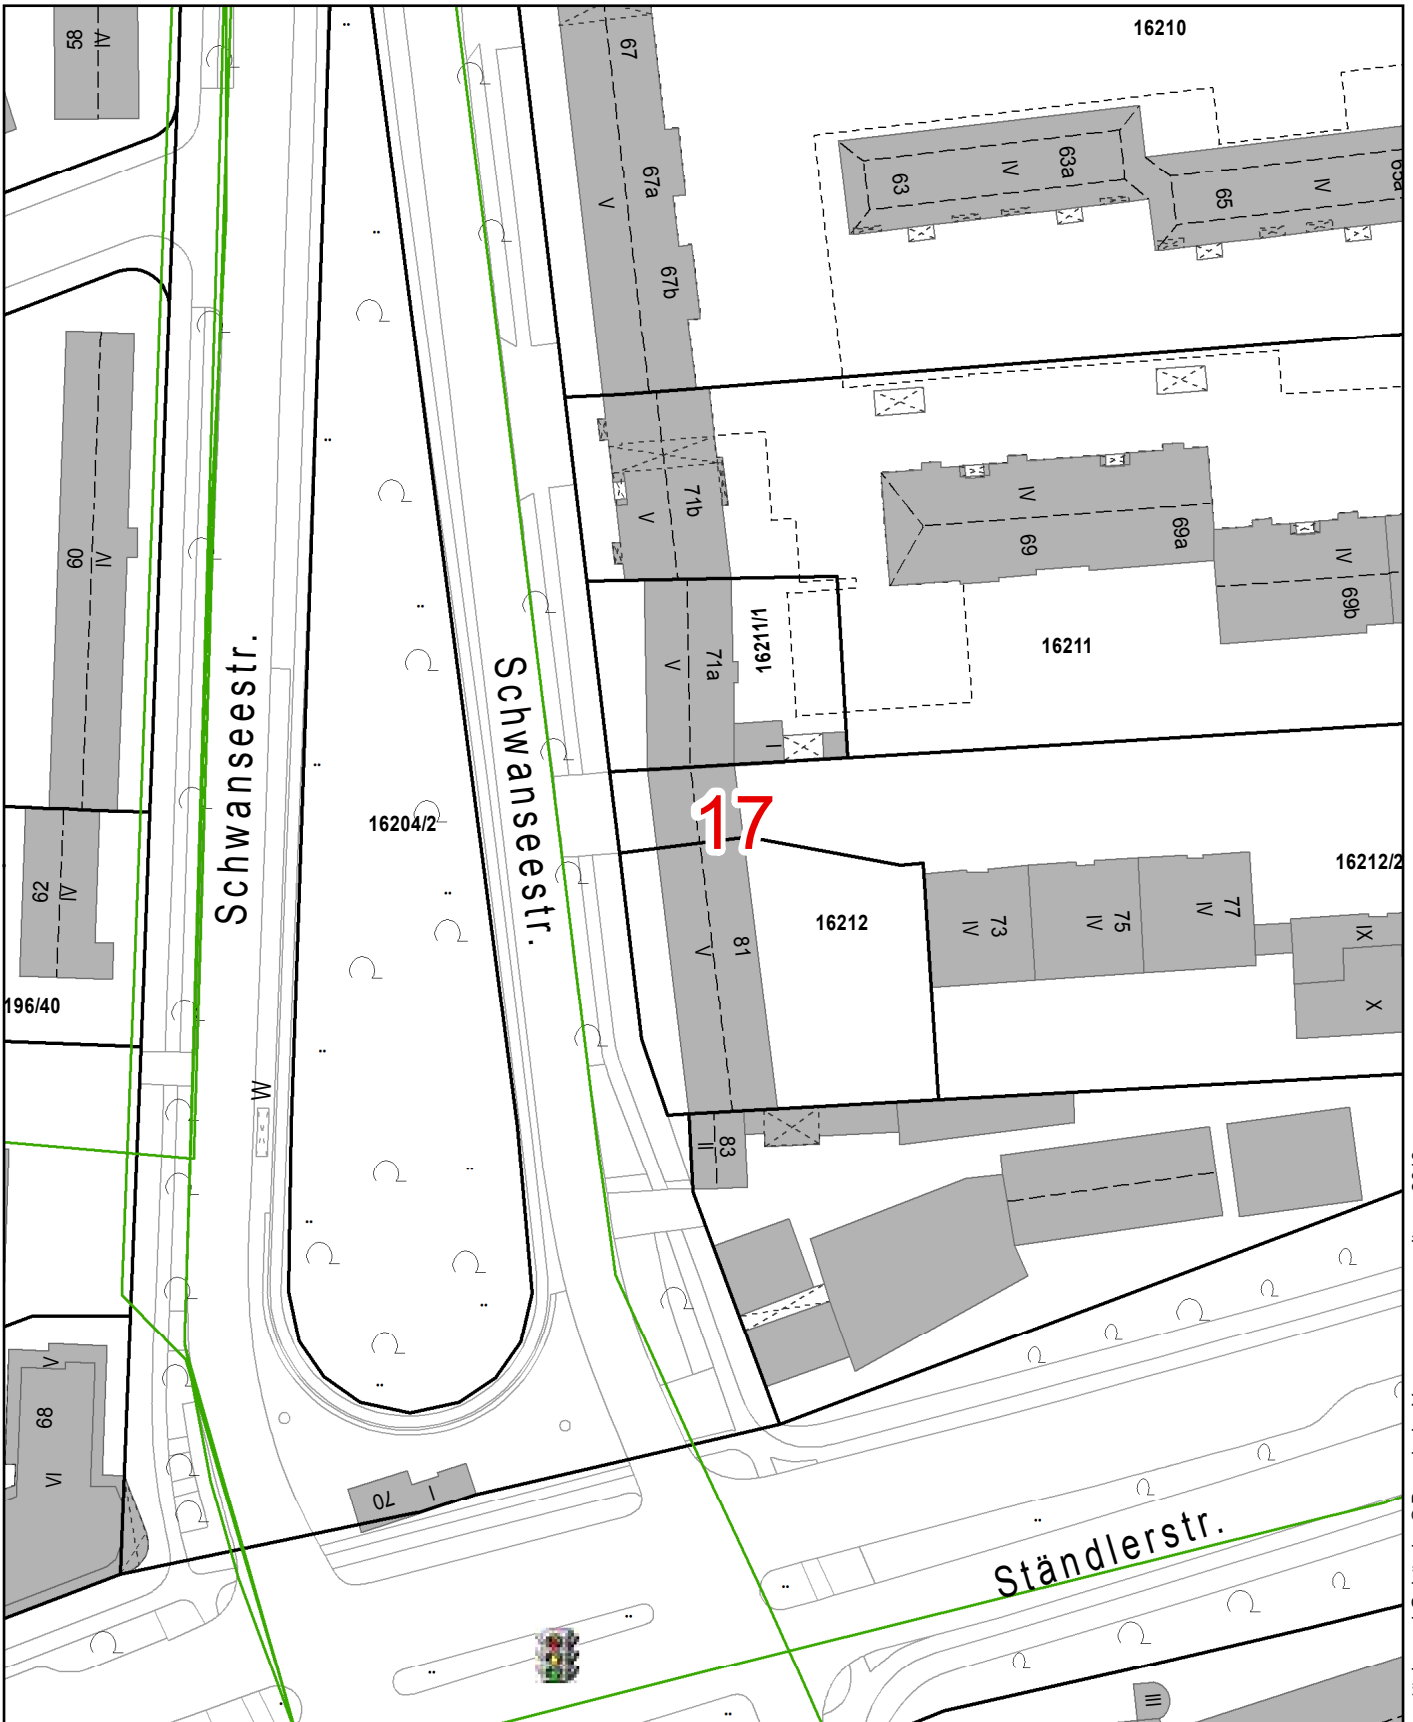 16210
58
IV
67
67a
V
67b
63
IV
63a
65
IV
65a
71b
V
IV
69
69a
IV
69b
60
IV
16211/1
71a
V
16211
I
Schwanseestr.
Schwanseestr.
17
16204/2
16212/2
62
IV
16212
81
V
73
IV
75
IV
77
IV
IX
X
196/40
W
83
II
V
68
VI
70
I
Ständlerstr.
III